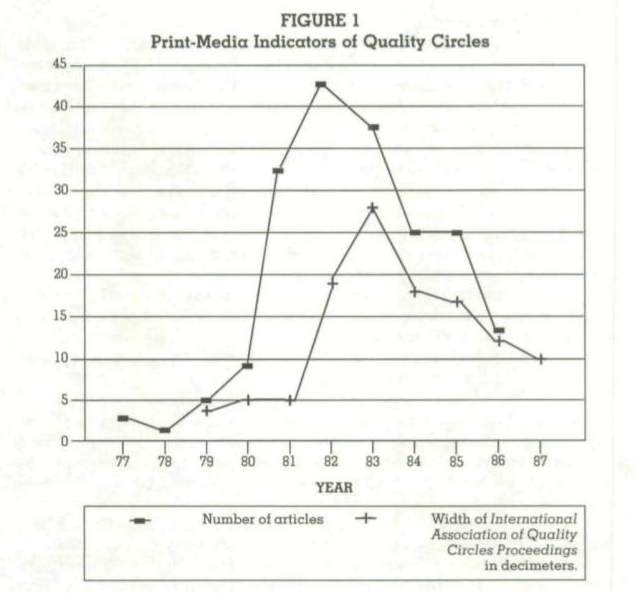 FIGURE 1
Print-Media Indicators of Quality Circles
45
40
35
30
25
20
15
10
5
0
77 78 79 80 81 82 83 84 85 86 87
YEAR
Number of articles
Width of International
Association of Quality
Circles Proceedings
in decimeters.